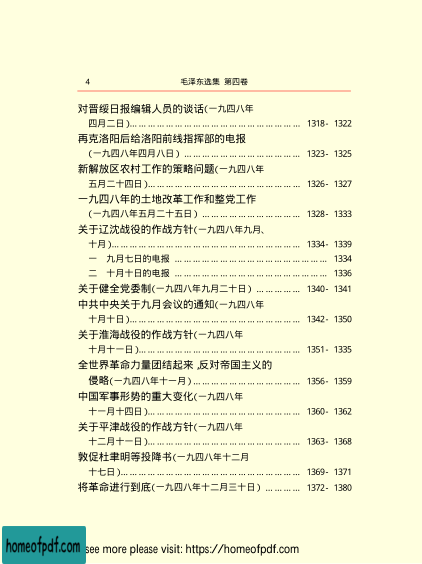 4 毛泽东选集 第四卷
对晋绥日报编辑人员的谈话(一九四八年
四月二日)………………………………………………… 1318- 1322
再克洛阳后给洛阳前线指挥部的电报
(一九四八年四月八日) ………………………………… 1323- 1325
新解放区农村工作的策略问题(一九四八年
五月二十四日)…………………………………………… 1326- 1327
一九四八年的土地改革工作和整党工作
(一九四八年五月二十五日) …………………………… 1328- 1333
关于辽沈战役的作战方针(一九四八年九月、
十月)……………………………………………………… 1334- 1339
一 九月七日的电报 …………………………………………… 1334
二 十月十日的电报 …………………………………………… 1336
关于健全党委制(一九四八年九月二十日) ………… 1340- 1341
中共中央关于九月会议的通知(一九四八年
十月十日)………………………………………………… 1342- 1350
关于淮海战役的作战方针(一九四八年
十月十一日)……………………………………………… 1351- 1335
全世界革命力量团结起来,反对帝国主义的
侵略(一九四八年十一月)……………………………… 1356- 1359
中国军事形势的重大变化(一九四八年
十一月十四日)…………………………………………… 1360- 1362
关于平津战役的作战方针(一九四八年
十二月十一日)…………………………………………… 1363- 1368
敦促杜聿明等投降书(一九四八年十二月
十七日)…………………………………………………… 1369- 1371
将革命进行到底(一九四八年十二月三十日) ………… 1372- 1380
homeofpdf.com
see more please visit: https://homeofpdf.com